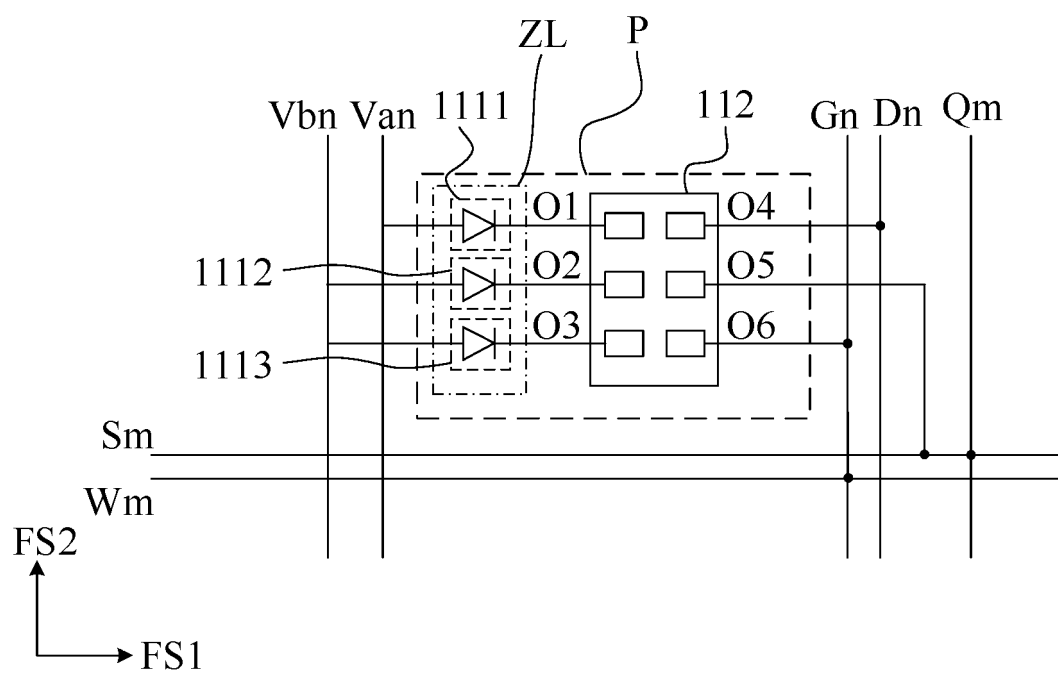 ZL P
Vbn Van 1111 112 Gn Dn Qm
O1 O4
1112 O2 O5
O3 O6
1113
Sm
Wm
FS2
FS1